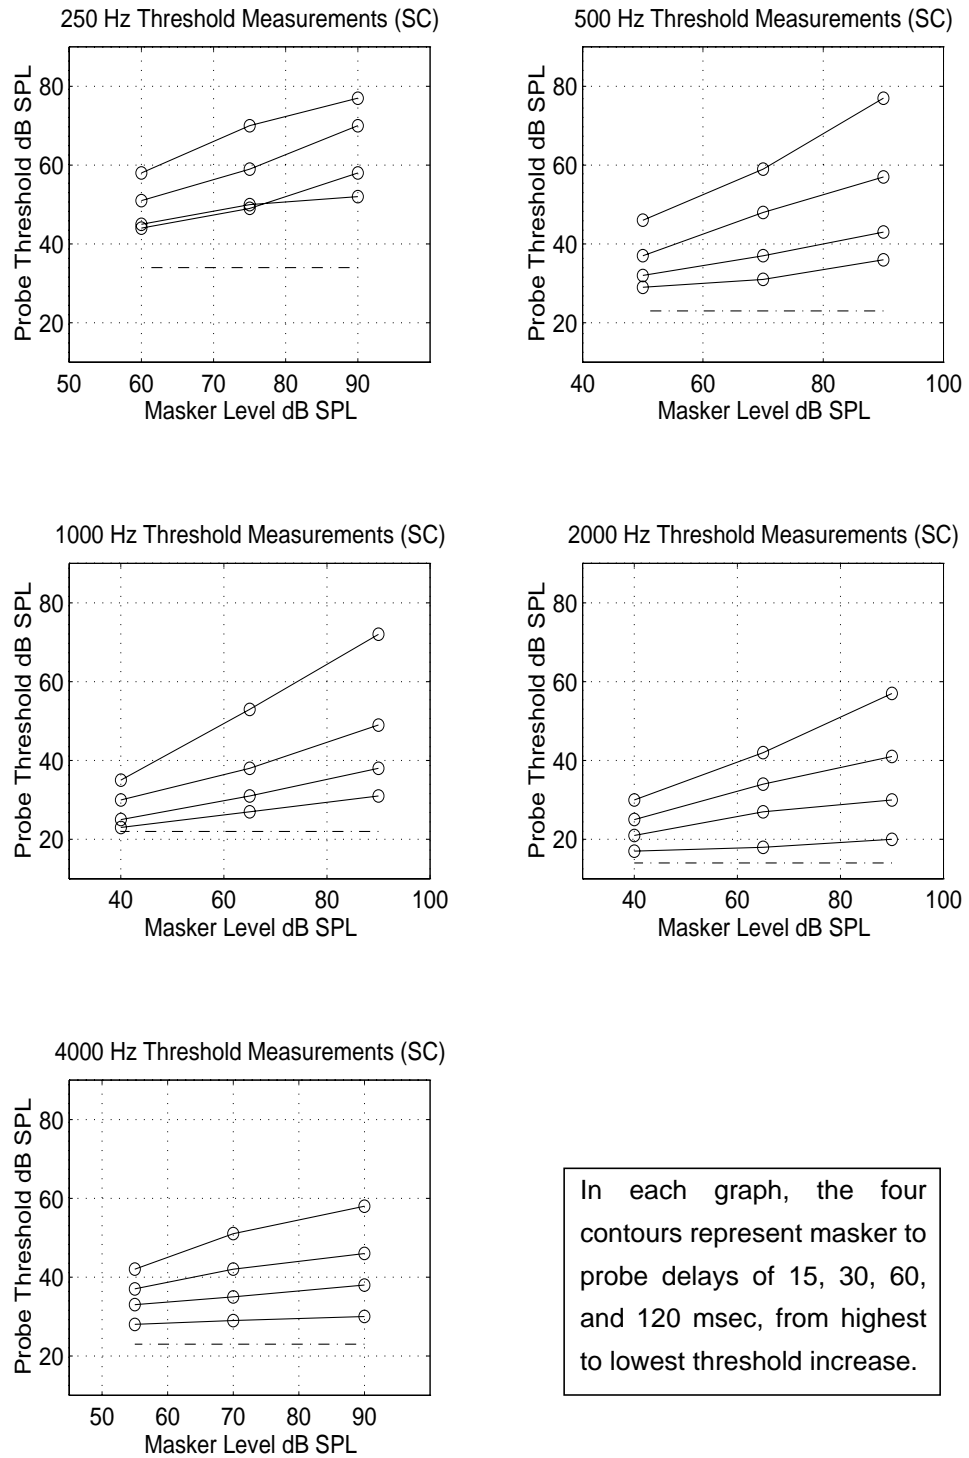 250 Hz Threshold Measurements (SC)
Probe Threshold dB SPL
80
60
40
20
50 60 70 80 90
Masker Level dB SPL
500 Hz Threshold Measurements (SC)
Probe Threshold dB SPL
80
60
40
20
40 60 80 100
Masker Level dB SPL
1000 Hz Threshold Measurements (SC)
Probe Threshold dB SPL
80
60
40
20
40 60 80 100
Masker Level dB SPL
2000 Hz Threshold Measurements (SC)
Probe Threshold dB SPL
80
60
40
20
40 60 80 100
Masker Level dB SPL
4000 Hz Threshold Measurements (SC)
Probe Threshold dB SPL
80
60
40
20
50 60 70 80 90
Masker Level dB SPL
In each graph, the four
contours represent masker to
probe delays of 15, 30, 60,
and 120 msec, from highest
to lowest threshold increase.